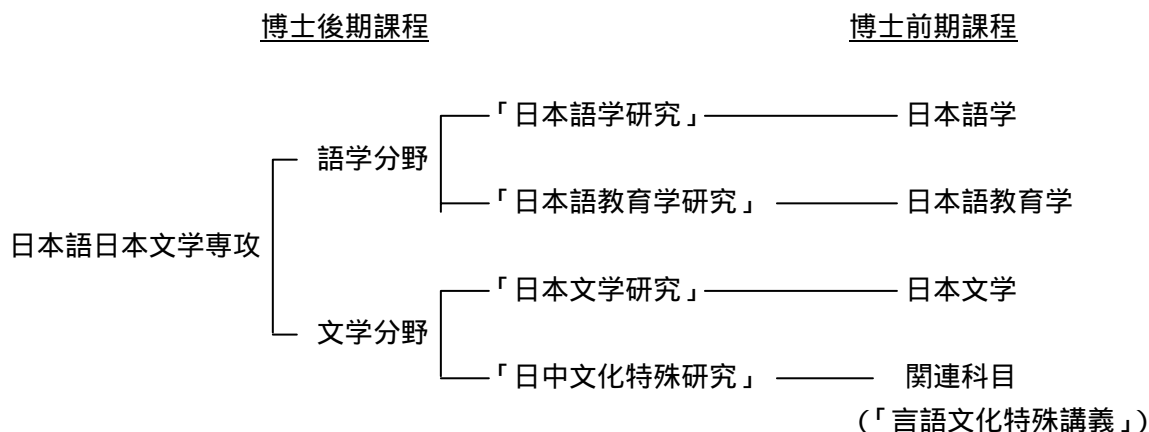 博士後期課程 博士前期課程
「日本語学研究」 日本語学
語学分野
「日本語教育学研究」 日本語教育学
日本語日本文学専攻
「日本文学研究」 日本文学
文学分野
「日中文化特殊研究」 関連科目
(「言語文化特殊講義」)